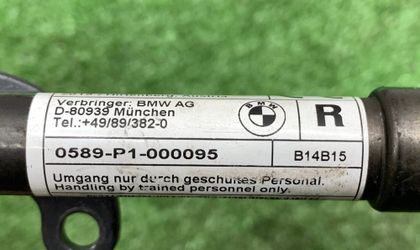 Verbringer: BMW AG
D-80939 München
Tel.:+49/89/382-0
BMW
R
0589-P1-000095
B14B15
Umgang nur durch geschultes Personal.
Handling by trained personnel only.